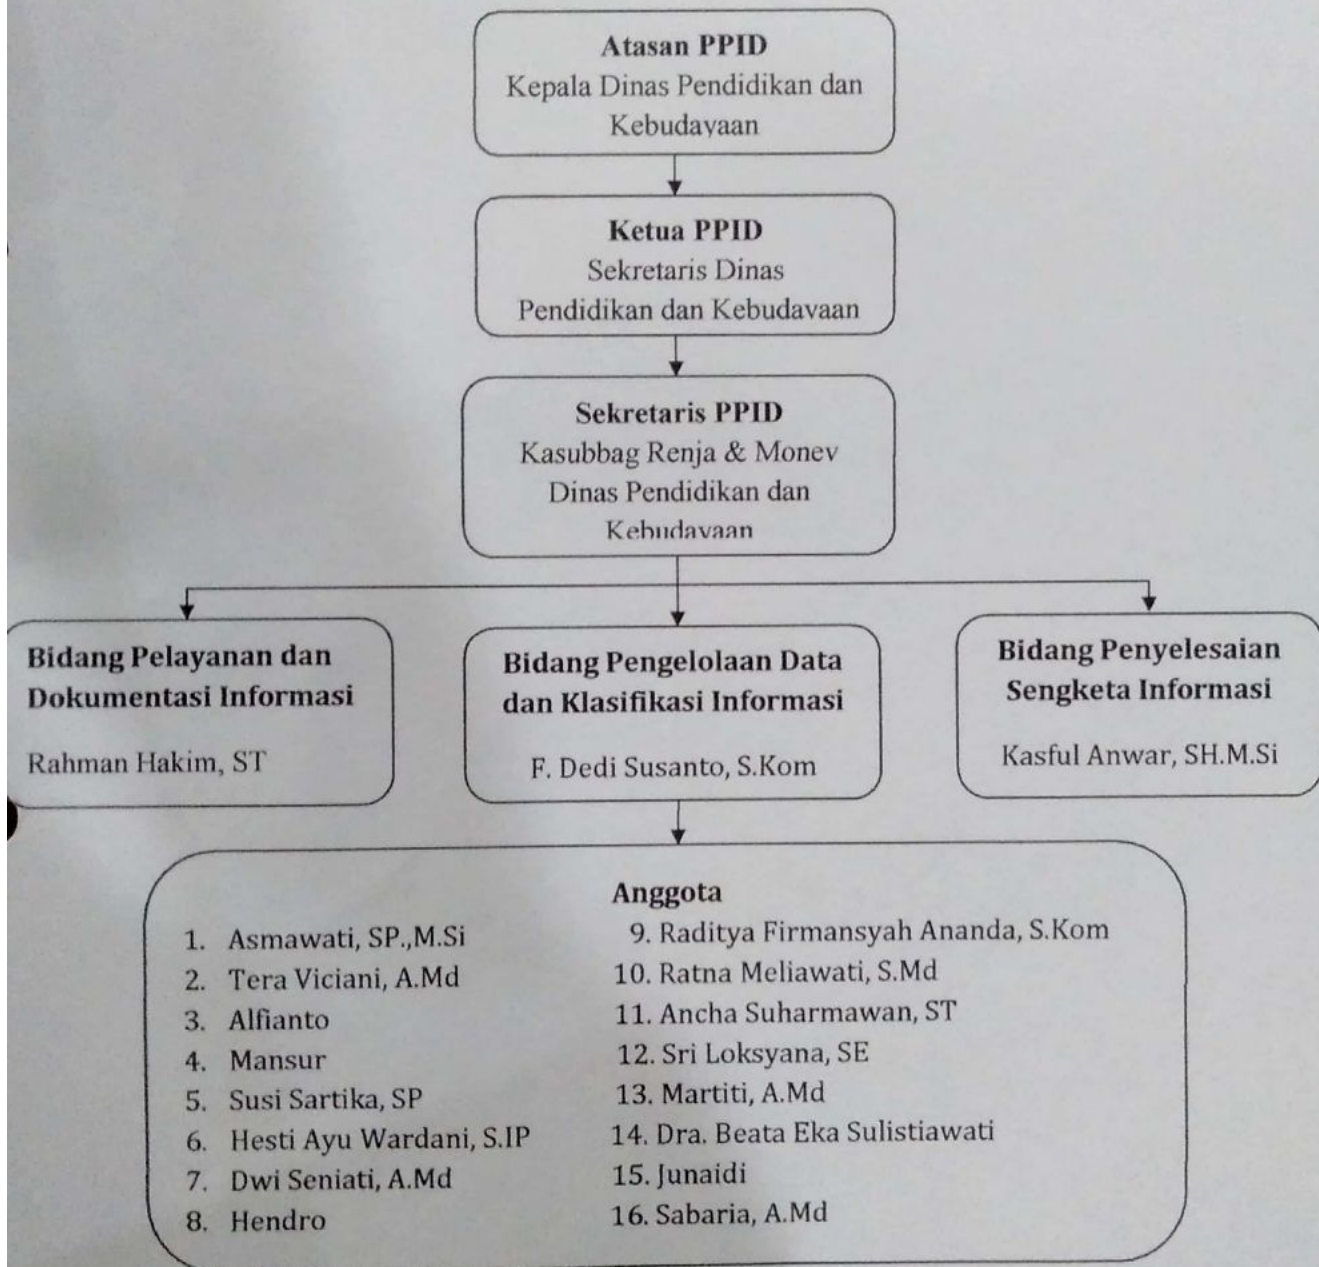 Atasan PPID
Kepala Dinas Pendidikan dan
Kebudayaan
Ketua PPID
Sekretaris Dinas
Pendidikan dan Kebudayaan
Sekretaris PPID
Kasubbag Renja & Monev
Dinas Pendidikan dan
Kebudayaan
Bidang Pelayanan dan
Dokumentasi Informasi
Rahman Hakim, ST
Bidang Pengelolaan Data
dan Klasifikasi Informasi
F. Dedi Susanto, S.Kom
Bidang Penyelesaian
Sengketa Informasi
Kasful Anwar, SH.M.Si
Anggota
1. Asmawati, SP.,M.Si
2. Tera Viciani, A.Md
3. Alfianto
4. Mansur
5. Susi Sartika, SP
6. Hesti Ayu Wardani, S.IP
7. Dwi Seniati, A.Md
8. Hendro
9. Raditya Firmansyah Ananda, S.Kom
10. Ratna Meliawati, S.Md
11. Ancha Suharmawan, ST
12. Sri Loksyana, SE
13. Martiti, A.Md
14. Dra. Beata Eka Sulistiawati
15. Junaidi
16. Sabaria, A.Md